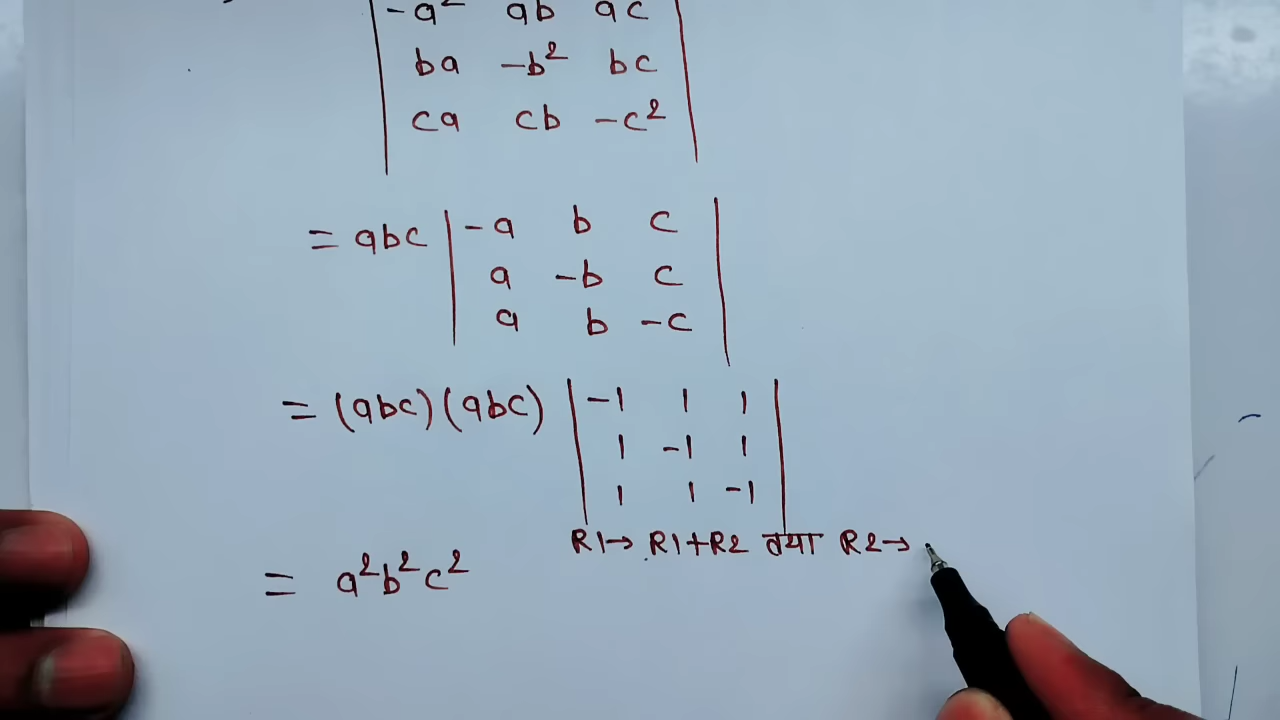 -a² ab ac
ba -b² bc
ca cb -c²
= abc | -a b c |
a -b c
a b -c
= (abc)(abc) | -1 1 1 |
1 -1 1
1 1 -1
R1→ R1+R2 तथा R2→
= a²b²c²